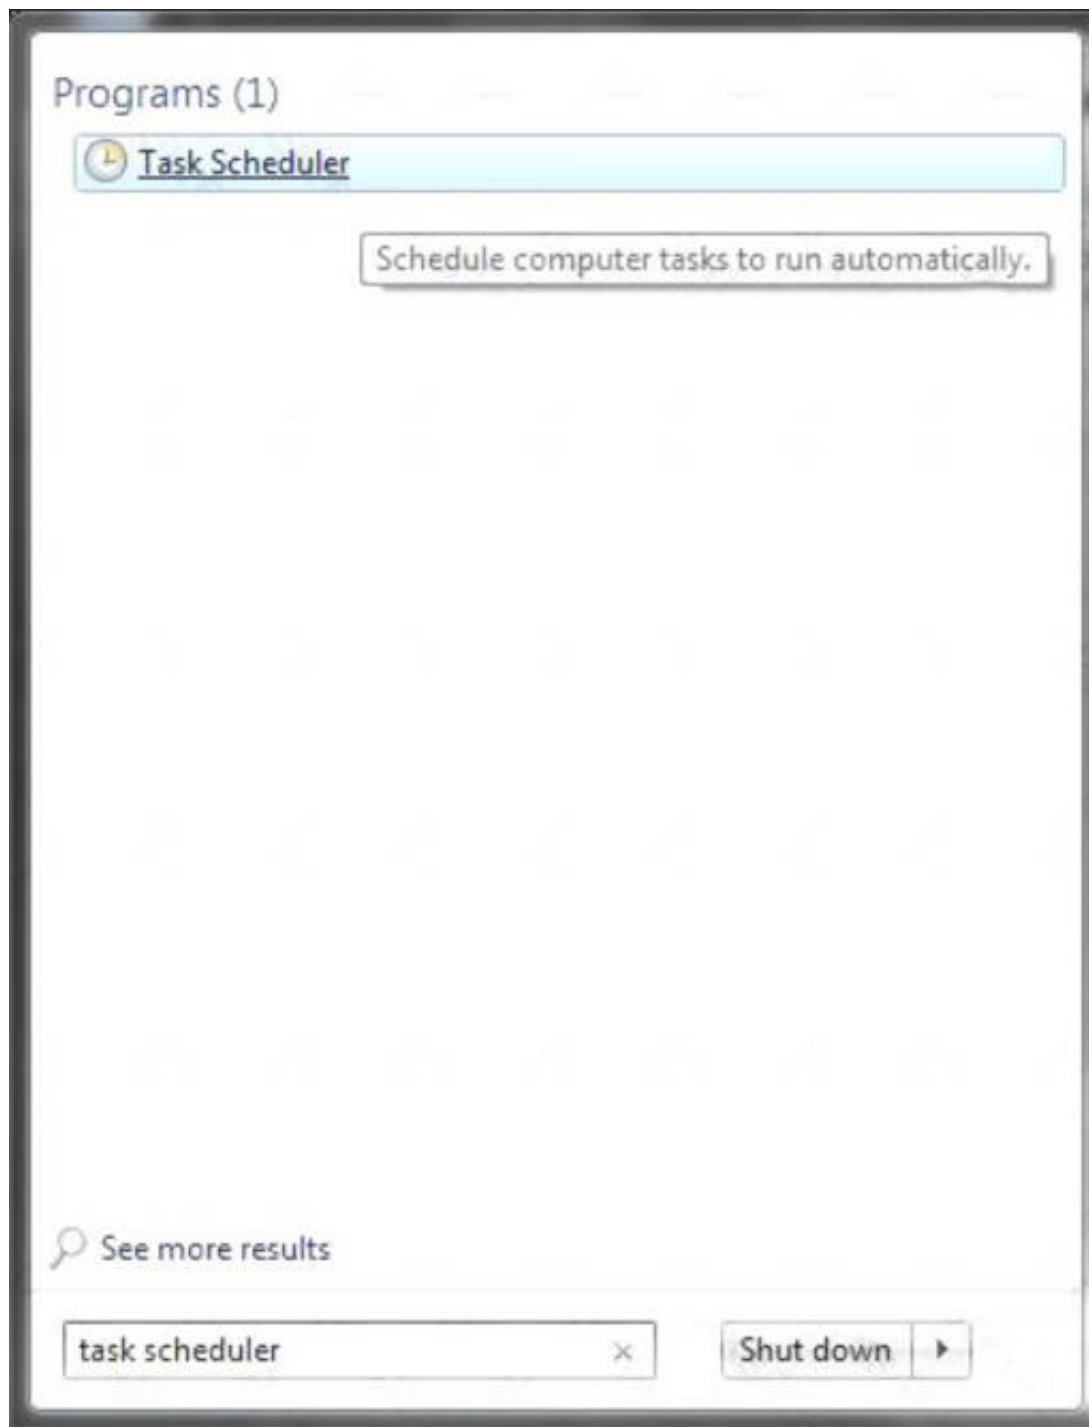 Programs (1)
Task Scheduler
Schedule computer tasks to run automatically.
See more results
task scheduler
Shut down